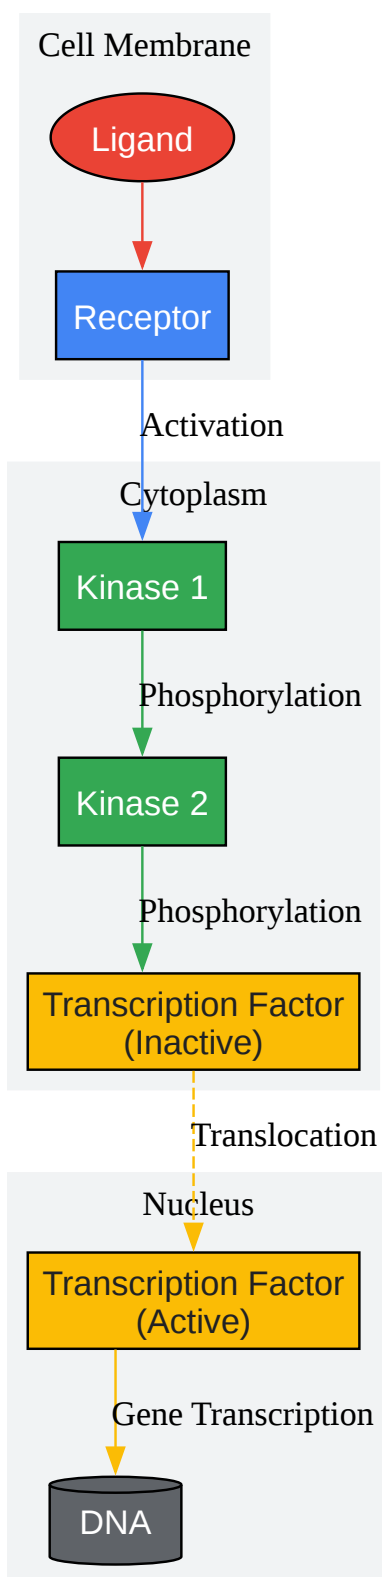 Cell Membrane
Ligand
Receptor
Activation
Cytoplasm
Kinase 1
Phosphorylation
Kinase 2
Phosphorylation
Transcription Factor
(Inactive)
Translocation
Nucleus
Transcription Factor
(Active)
Gene Transcription
DNA